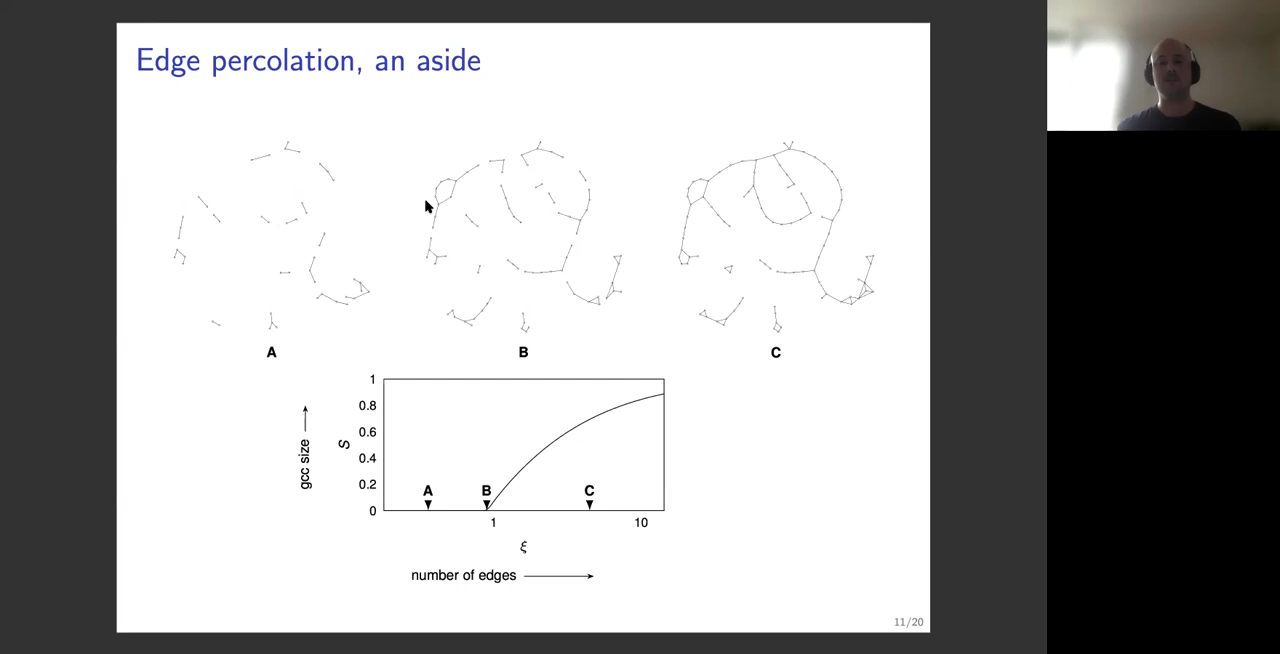 Edge percolation, an aside
A
B
C
1
0.8
0.6
0.4
0.2
0
gcc size
S
A
B
C
1
10
ξ
number of edges
11/20